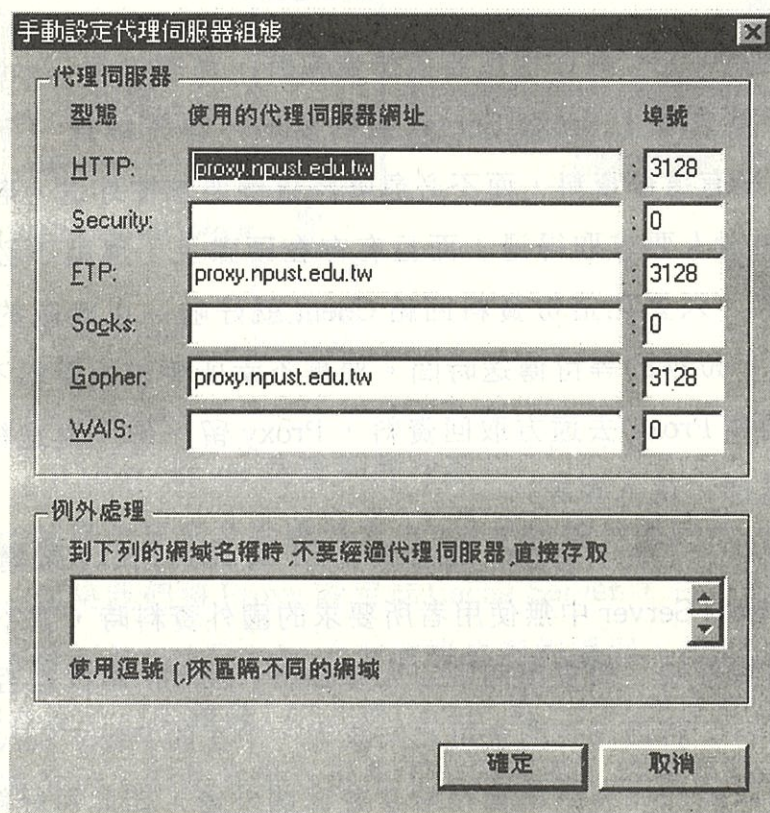 手動設定代理伺服器組態
代理伺服器
型態 使用的代理伺服器網址 埠號
HTTP: proxy.npust.edu.tw : 3128
Security: : 0
FTP: proxy.npust.edu.tw : 3128
Socks: : 0
Gopher: proxy.npust.edu.tw : 3128
WAIS: : 0
例外處理
到下列的網域名稱時,不要經過代理伺服器,直接存取
使用逗號 (,)來區隔不同的網域
確定 取消